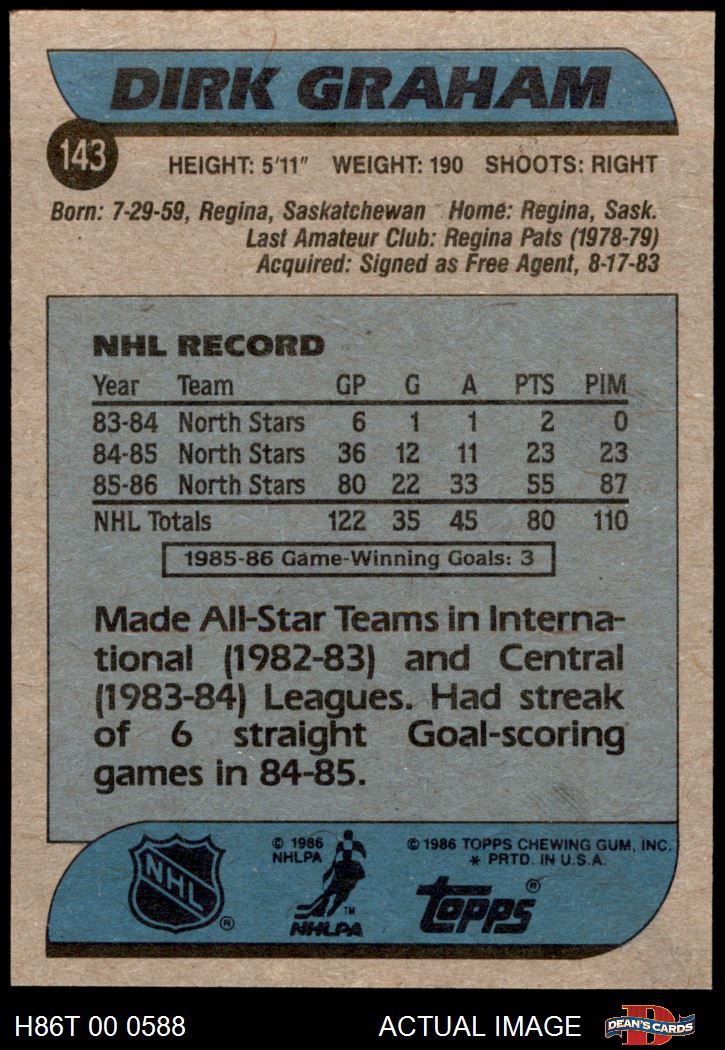 DIRK GRAHAM
143
HEIGHT: 5'11" WEIGHT: 190 SHOOTS: RIGHT
Born: 7-29-59, Regina, Saskatchewan Home: Regina, Sask.
Last Amateur Club: Regina Pats (1978-79)
Acquired: Signed as Free Agent, 8-17-83
NHL RECORD
Year Team GP G A PTS PIM
83-84 North Stars 6 1 1 2 0
84-85 North Stars 36 12 11 23 23
85-86 North Stars 80 22 33 55 87
NHL Totals 122 35 45 80 110
1985-86 Game-Winning Goals: 3
Made All-Star Teams in Interna-
tional (1982-83) and Central
(1983-84) Leagues. Had streak
of 6 straight Goal-scoring
games in 84-85.
NHL ®
© 1986
NHLPA
TM
NHLPA
© 1986 TOPPS CHEWING GUM, INC.
* PRTD. IN U.S.A.
topps ®
H86T 00 0588 ACTUAL IMAGE
D
DEAN'S CARDS